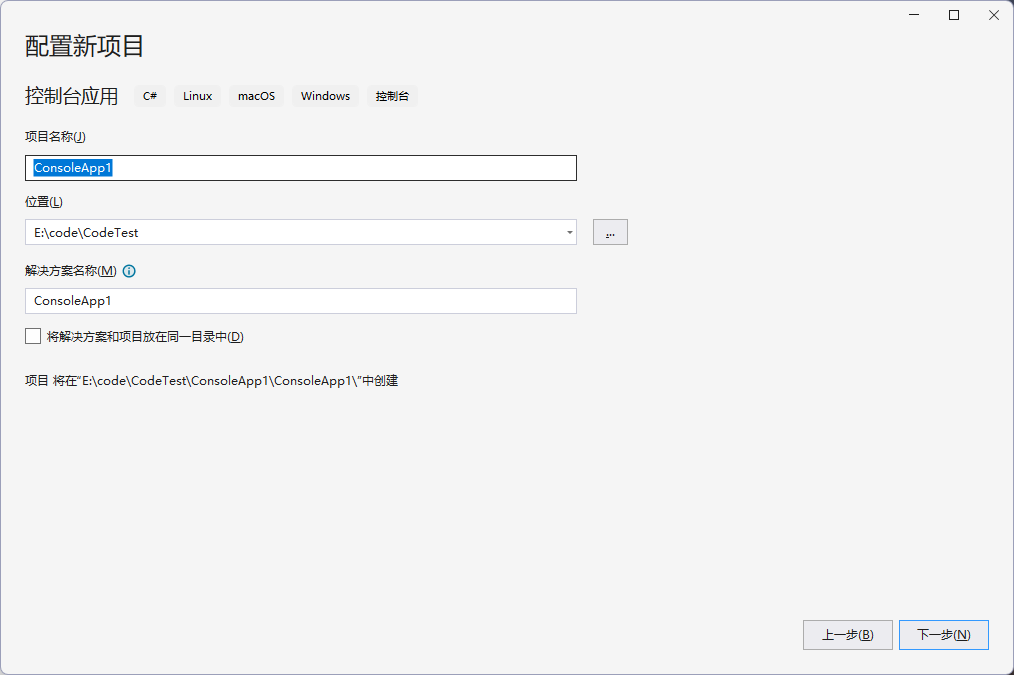 配置新项目
控制台应用 C# Linux macOS Windows 控制台
项目名称(J)
ConsoleApp1
位置(L)
E:\code\CodeTest
...
解决方案名称(M)
ConsoleApp1
将解决方案和项目放在同一目录中(D)
项目 将在“E:\code\CodeTest\ConsoleApp1\ConsoleApp1\”中创建
上一步(B) 下一步(N)